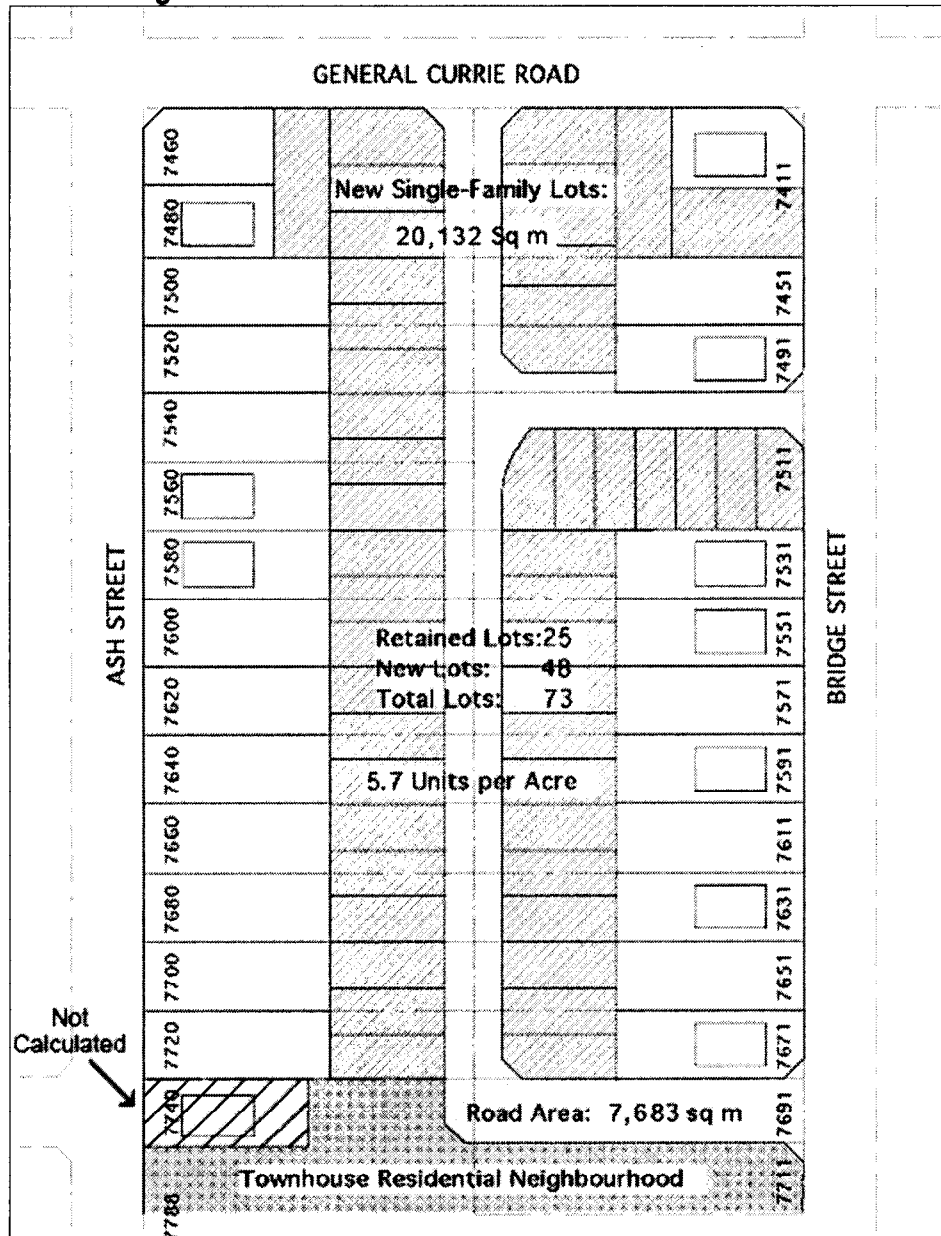 GENERAL CURRIE ROAD
7460
7480
7500
7520
7540
7560
7580
7600
7620
7640
7660
7680
7700
7720
7740
7788
ASH STREET
New Single-Family Lots:
20,132 Sq m
Retained Lots:25
New Lots: 48
Total Lots: 73
5.7 Units per Acre
7411
7451
7491
7511
7531
7551
7571
7591
7611
7631
7651
7671
7691
7711
BRIDGE STREET
Not
Calculated
Road Area: 7,683 sq m
Townhouse Residential Neighbourhood